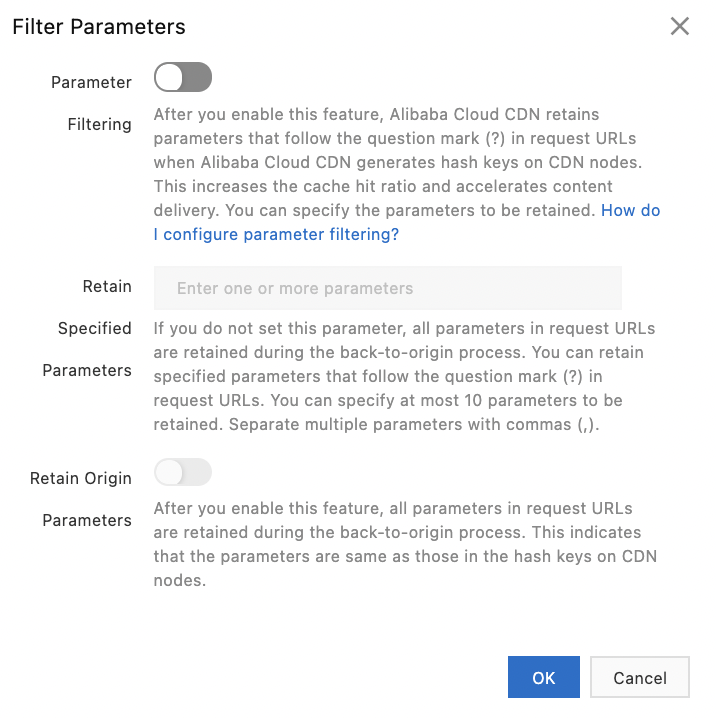 Filter Parameters
Parameter
Filtering
After you enable this feature, Alibaba Cloud CDN retains
parameters that follow the question mark (?) in request URLs
when Alibaba Cloud CDN generates hash keys on CDN nodes.
This increases the cache hit ratio and accelerates content
delivery. You can specify the parameters to be retained. How do
I configure parameter filtering?
Retain
Specified
Parameters
Enter one or more parameters
If you do not set this parameter, all parameters in request URLs
are retained during the back-to-origin process. You can retain
specified parameters that follow the question mark (?) in
request URLs. You can specify at most 10 parameters to be
retained. Separate multiple parameters with commas (,).
Retain Origin
Parameters
After you enable this feature, all parameters in request URLs
are retained during the back-to-origin process. This indicates
that the parameters are same as those in the hash keys on CDN
nodes.
OK
Cancel